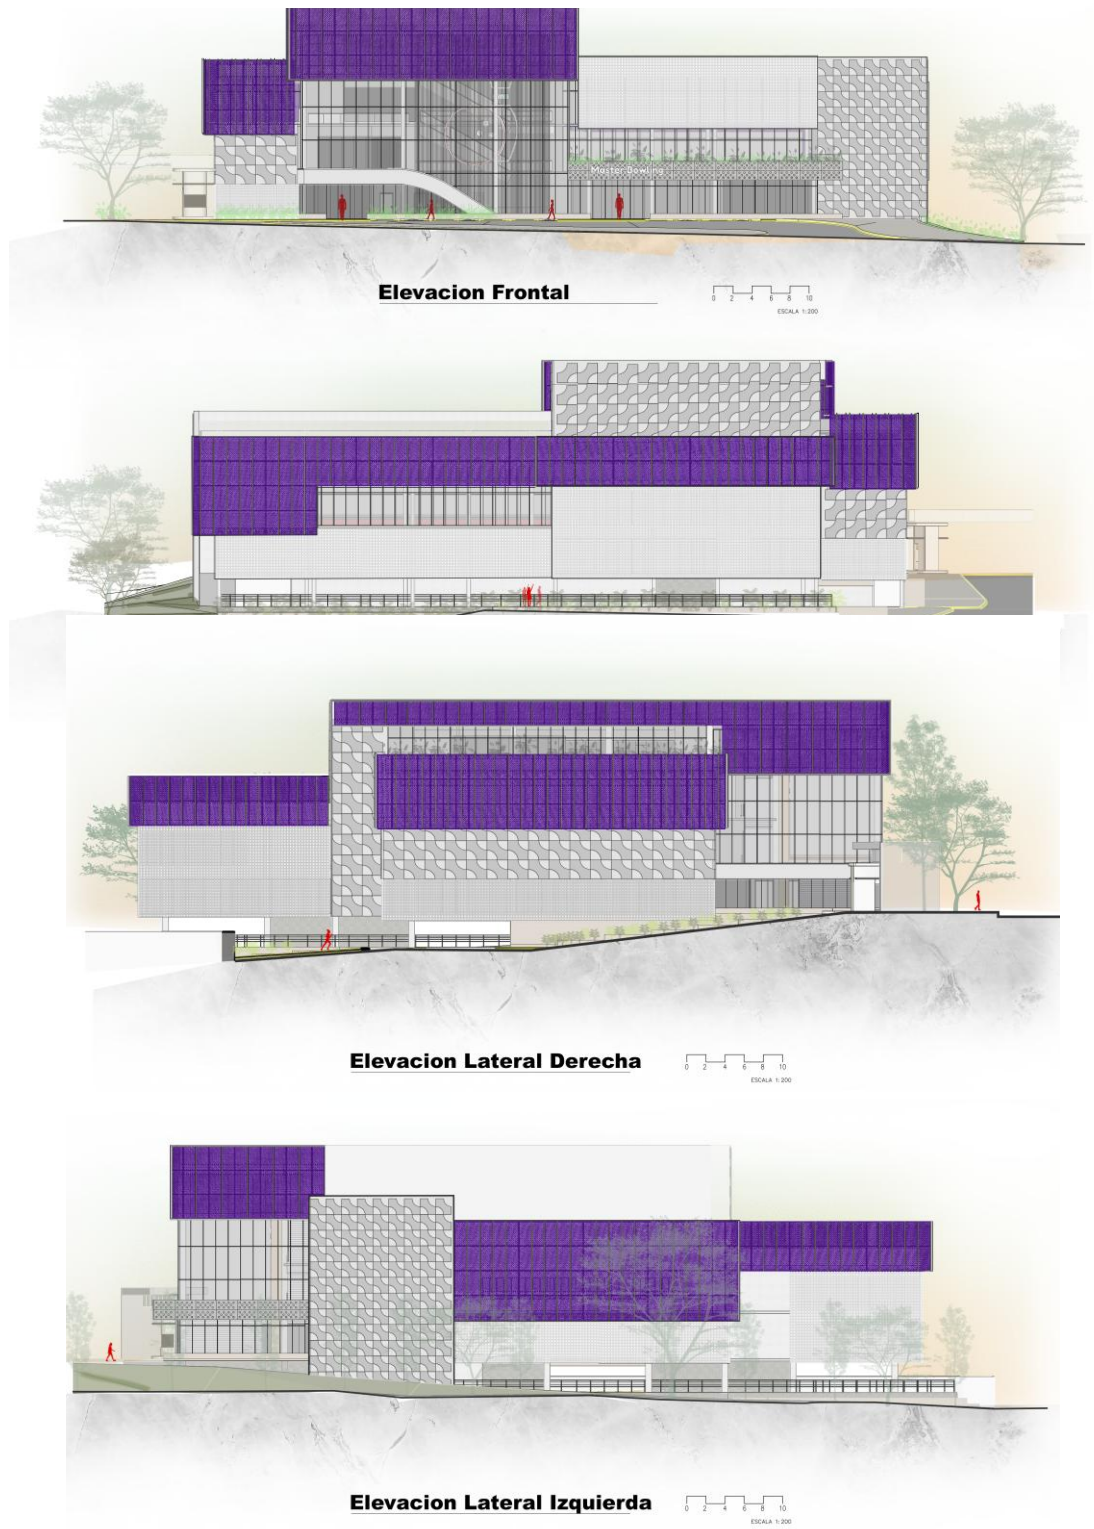 Master Bowling
Elevacion Frontal
0 2 4 6 8 10
ESCALA 1:200
Elevacion Lateral Derecha
0 2 4 6 8 10
ESCALA 1:200
Elevacion Lateral Izquierda
0 2 4 6 8 10
ESCALA 1:200